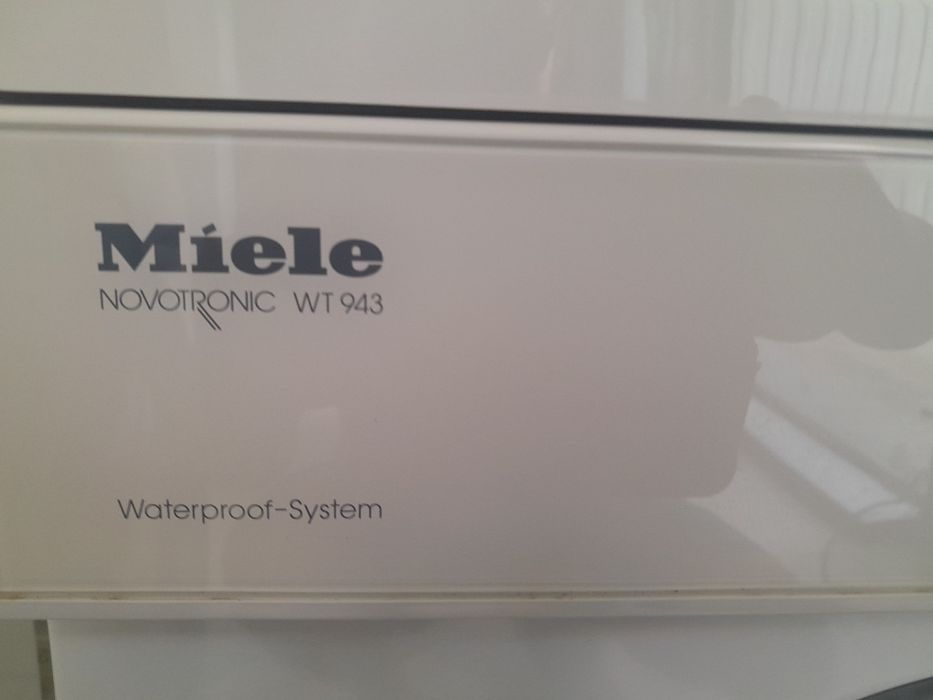 Miele
NOVOTRONIC WT 943
Waterproof-System